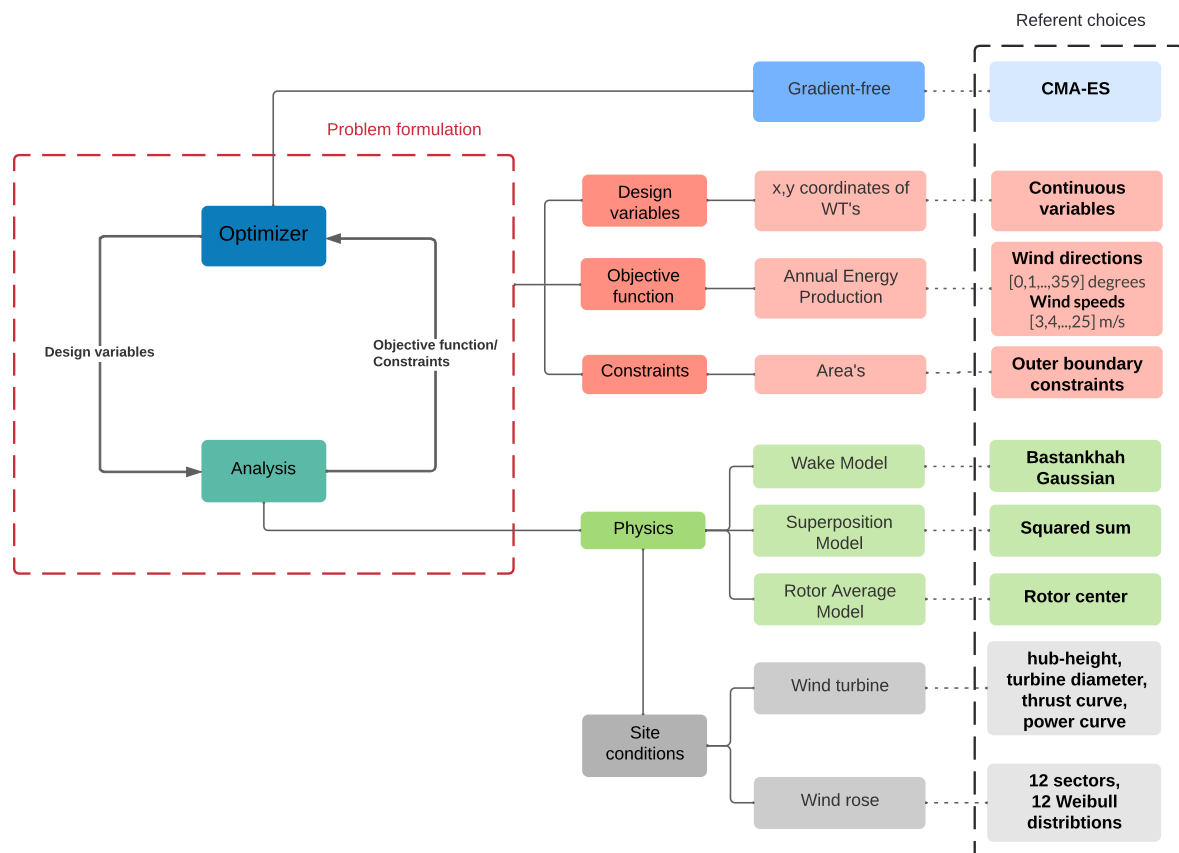 Referent choices
Gradient-free
CMA-ES
Problem formulation
Optimizer
Design variables
Objective function/
Constraints
Analysis
Design
variables
x,y coordinates of
WT's
Continuous
variables
Objective
function
Annual Energy
Production
Wind directions
[0,1,..,359] degrees
Wind speeds
[3,4,..,25] m/s
Constraints
Area's
Outer boundary
constraints
Physics
Wake Model
Bastankhah
Gaussian
Superposition
Model
Squared sum
Rotor Average
Model
Rotor center
Site
conditions
Wind turbine
hub-height,
turbine diameter,
thrust curve,
power curve
Wind rose
12 sectors,
12 Weibull
distribtions